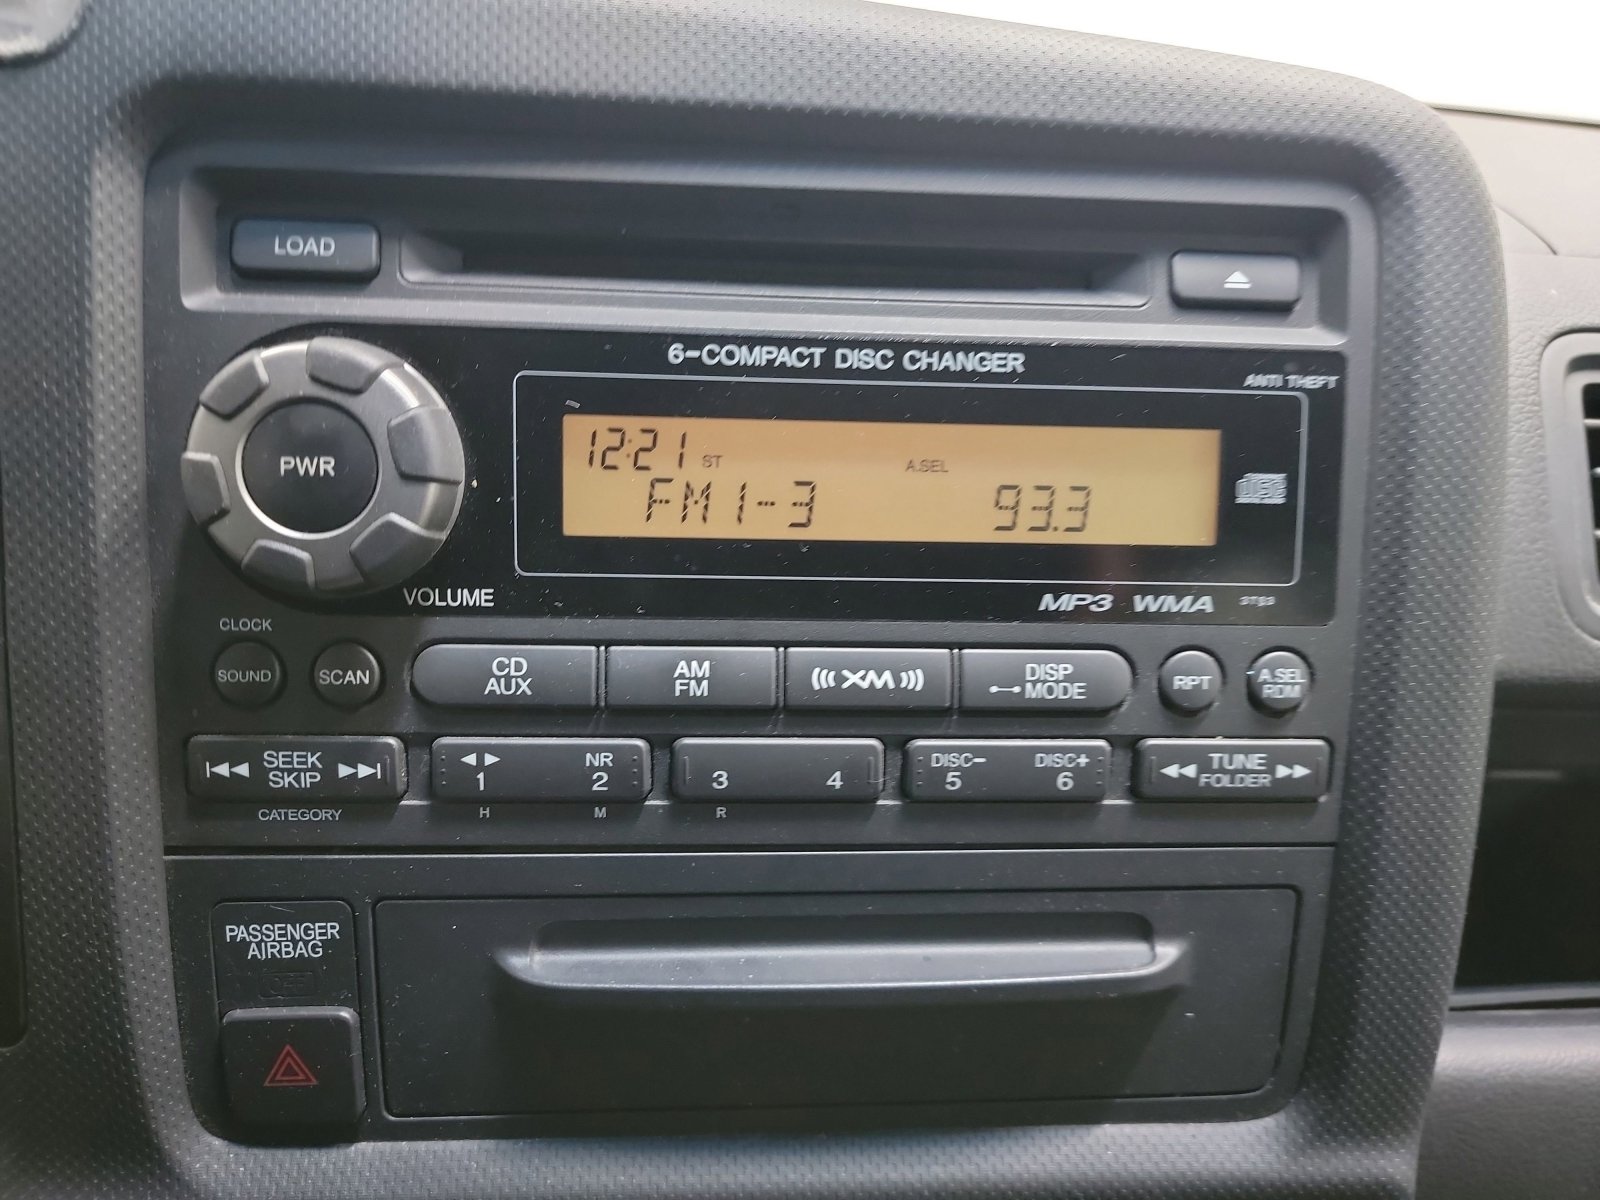 LOAD
6-COMPACT DISC CHANGER
ANTI THEFT
12:21 ST A.SEL
FM1-3 93.3
disc
PWR
VOLUME
MP3 WMA
CLOCK
SOUND
SCAN
CD
AUX
AM
FM
XM
DISP
MODE
RPT
A.SEL
RDM
SEEK
SKIP
CATEGORY
1
H
NR
2
M
3
R
4
DISC-
5
DISC+
6
TUNE
FOLDER
PASSENGER
AIRBAG
OFF